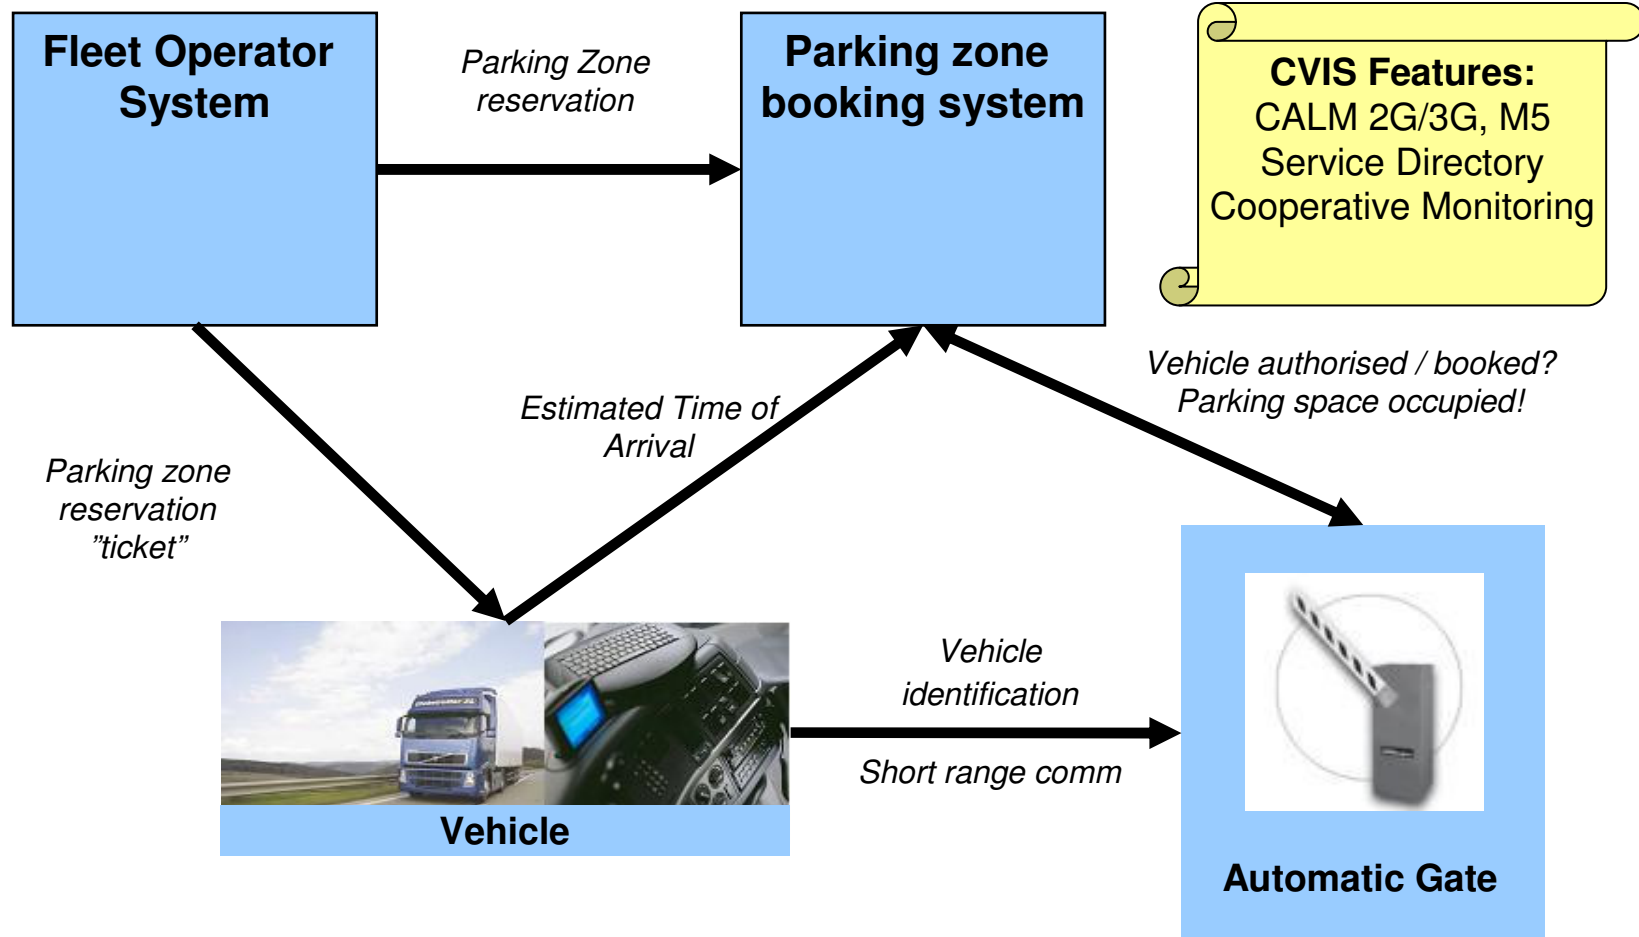 Fleet Operator
System
Parking Zone
reservation
Parking zone
booking system
CVIS Features:
CALM 2G/3G, M5
Service Directory
Cooperative Monitoring
Vehicle authorised / booked?
Parking space occupied!
Estimated Time of
Arrival
Parking zone
reservation
”ticket”
Vehicle
identification
Short range comm
Vehicle
Automatic Gate